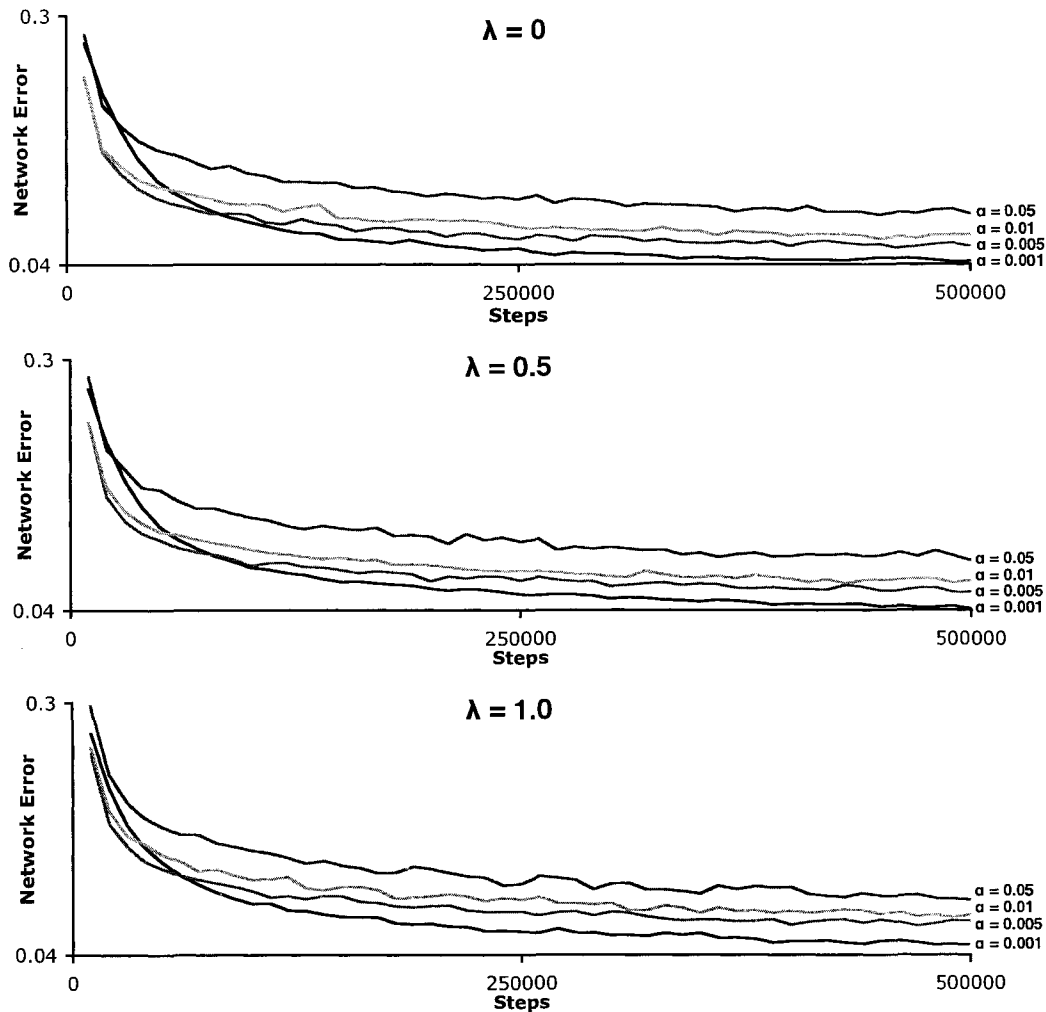 λ = 0
0.3
Network Error
α = 0.05
α = 0.01
α = 0.005
α = 0.001
0.04
0
250000
500000
Steps
λ = 0.5
0.3
Network Error
α = 0.05
α = 0.01
α = 0.005
α = 0.001
0.04
0
250000
500000
Steps
λ = 1.0
0.3
Network Error
α = 0.05
α = 0.01
α = 0.005
α = 0.001
0.04
0
250000
500000
Steps